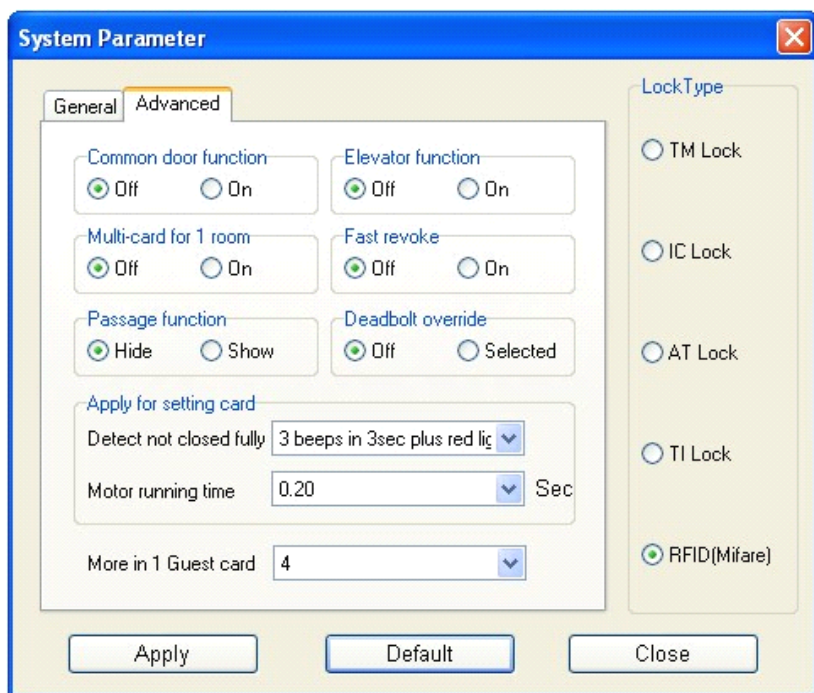 System Parameter
General
Advanced
LockType
Common door function
Off On
Elevator function
Off On
TM Lock
Multi-card for 1 room
Off On
Fast revoke
Off On
IC Lock
Passage function
Hide Show
Deadbolt override
Off Selected
AT Lock
Apply for setting card
Detect not closed fully 3 beeps in 3sec plus red lig
Motor running time 0.20 Sec
TI Lock
More in 1 Guest card 4
RFID(Mifare)
Apply Default Close